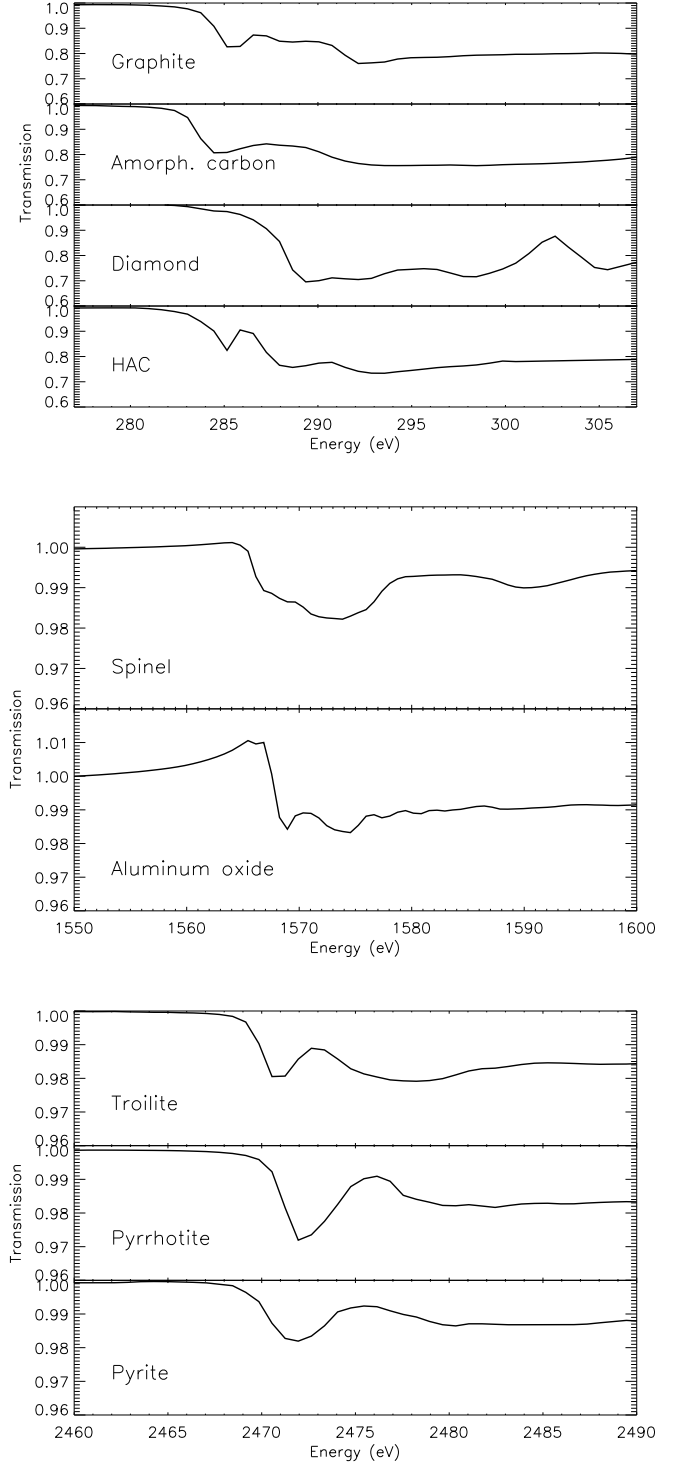 1.0
0.9
0.8
Graphite
0.7
0.6
1.0
0.9
0.8
Amorph. carbon
0.7
0.6
Transmission
1.0
0.9
0.8
Diamond
0.7
0.6
1.0
0.9
0.8
HAC
0.7
0.6
280 285 290 295 300 305
Energy (eV)
1.00
0.99
0.98
0.97
Spinel
0.96
Transmission
1.01
1.00
0.99
0.98
0.97
Aluminum oxide
0.96
1550 1560 1570 1580 1590 1600
Energy (eV)
1.00
0.99
0.98
0.97
Troilite
0.96
1.00
0.99
0.98
Transmission
0.97
Pyrrhotite
0.96
1.00
0.99
0.98
0.97
Pyrite
0.96
2460 2465 2470 2475 2480 2485 2490
Energy (eV)